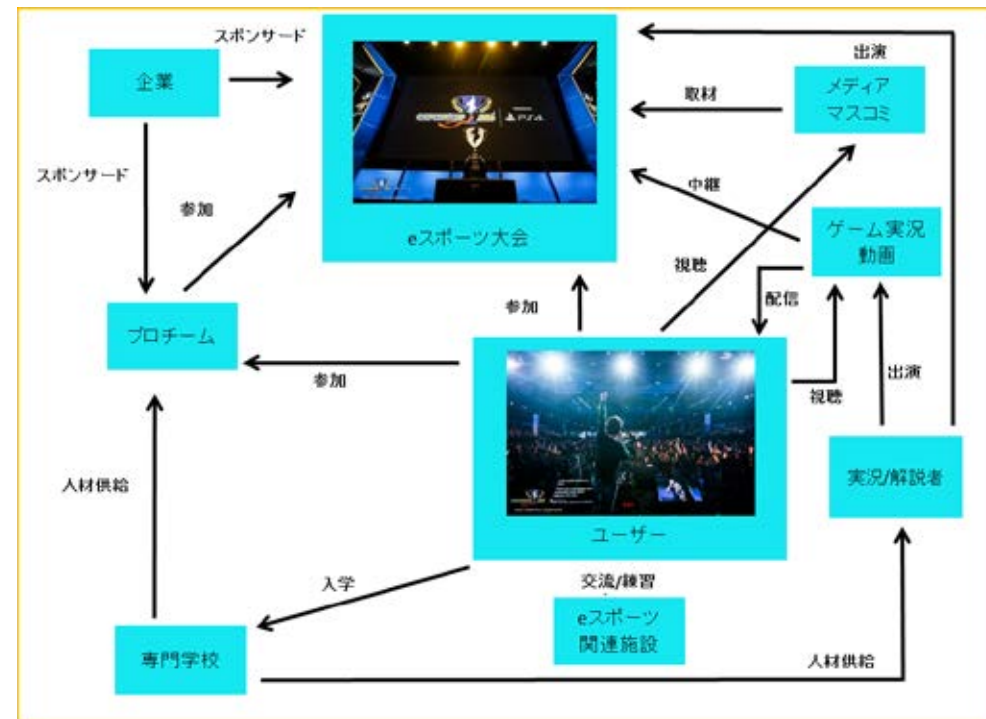 スポンサード
企業
出演
メディア
マスコミ
取材
スポンサード
参加
eスポーツ大会
中継
ゲーム実況
動画
視聴
配信
参加
プロチーム
参加
視聴
出演
人材供給
実況/解説者
ユーザー
入学
交流/練習
eスポーツ
関連施設
専門学校
人材供給